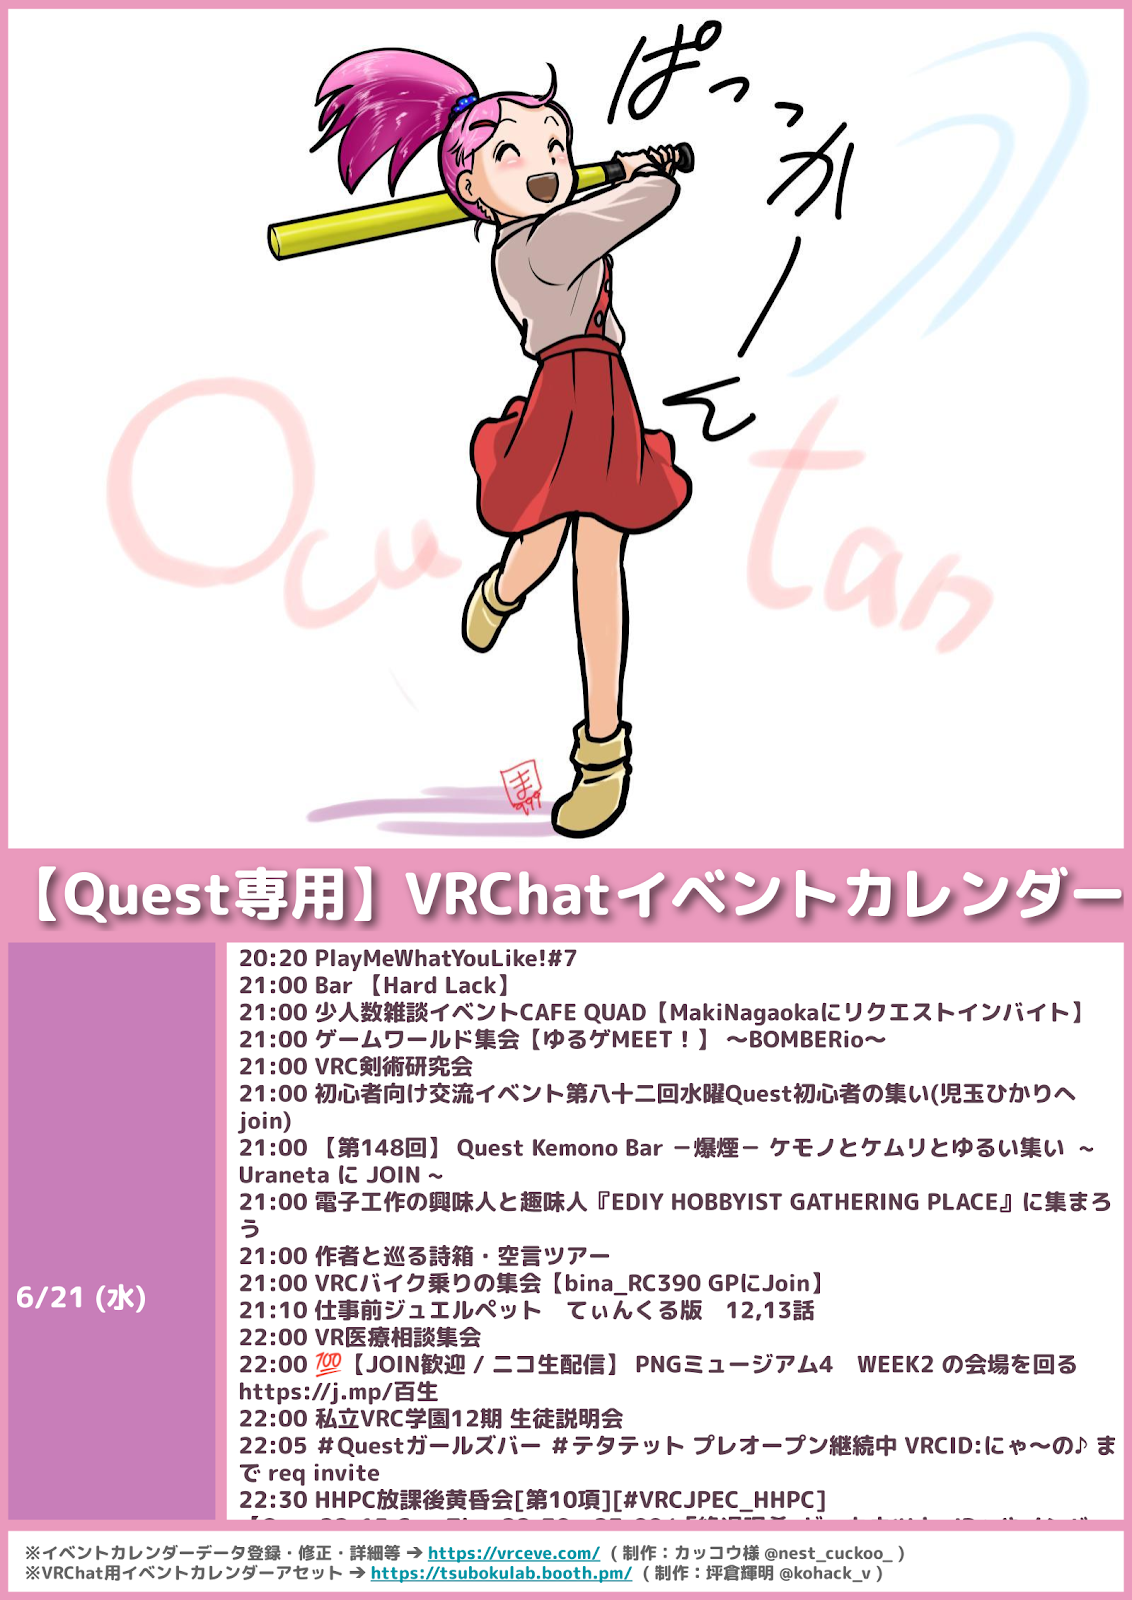 ぱっっかーん
Ocu tan
ま
999
【Quest専用】VRChatイベントカレンダー
6/21 (水)
20:20 PlayMeWhatYouLike!#7
21:00 Bar 【Hard Lack】
21:00 少人数雑談イベントCAFE QUAD【MakiNagaokaにリクエストインバイト】
21:00 ゲームワールド集会【ゆるゲMEET！】 ～BOMBERio～
21:00 VRC剣術研究会
21:00 初心者向け交流イベント第八十二回水曜Quest初心者の集い(児玉ひかりへ
join)
21:00 【第148回】 Quest Kemono Bar －爆煙－ ケモノとケムリとゆるい集い ～
Uraneta に JOIN ~
21:00 電子工作の興味人と趣味人『EDIY HOBBYIST GATHERING PLACE』に集まろ
う
21:00 作者と巡る詩箱・空言ツアー
21:00 VRCバイク乗りの集会【bina_RC390 GPにJoin】
21:10 仕事前ジュエルペット　てぃんくる版　12,13話
22:00 VR医療相談集会
22:00 💯【JOIN歓迎 / ニコ生配信】 PNGミュージアム4　WEEK2 の会場を回る
https://j.mp/百生
22:00 私立VRC学園12期 生徒説明会
22:05 ＃Questガールズバー ＃テタテット プレオープン継続中 VRCID:にゃ～の♪ ま
で req invite
22:30 HHPC放課後黄昏会[第10項][#VRCJPEC_HHPC]
※イベントカレンダーデータ登録・修正・詳細等 ➔ https://vrceve.com/ ( 制作：カッコウ様 @nest_cuckoo_ )
※VRChat用イベントカレンダーアセット ➔ https://tsubokulab.booth.pm/ ( 制作：坪倉輝明 @kohack_v )